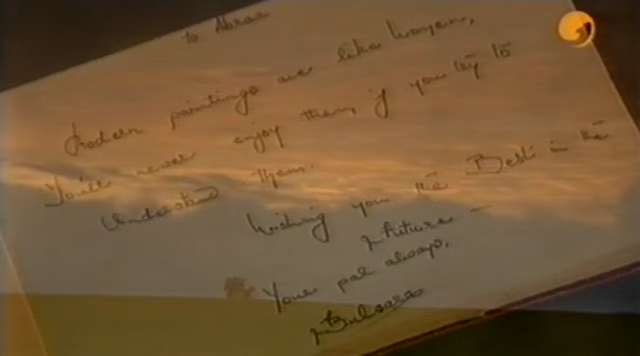 to Abrar
Modern paintings are like women,
You'll never enjoy them, if you try to
Understand them.
Wishing you the Best in the
Future –
Your pal always,
FBulsara